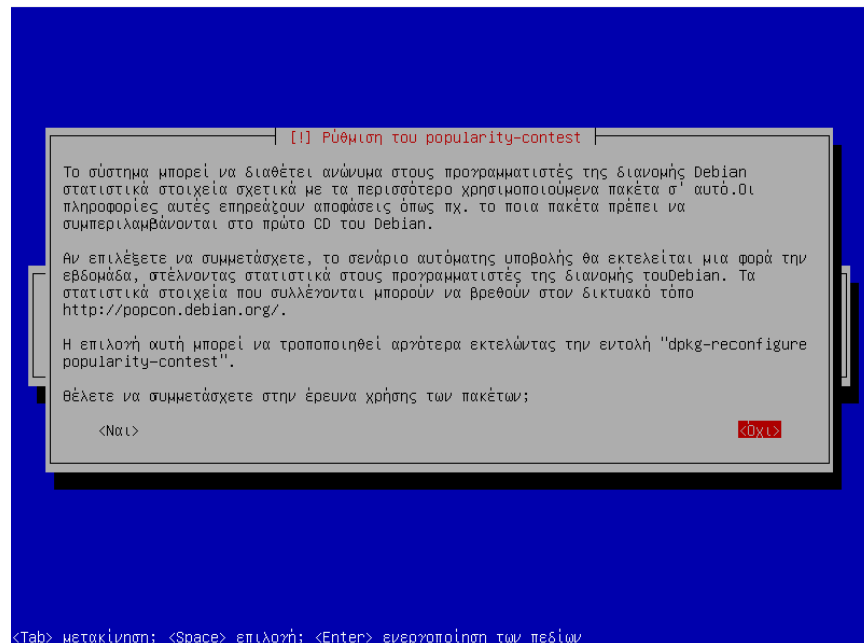 [!] Ρύθμιση του popularity-contest
Το σύστημα μπορεί να διαθέτει ανώνυμα στους προγραμματιστές της διανομής Debian
στατιστικά στοιχεία σχετικά με τα περισσότερο χρησιμοποιούμενα πακέτα σ' αυτό.Οι
πληροφορίες αυτές επηρεάζουν αποφάσεις όπως πχ. το ποια πακέτα πρέπει να
συμπεριλαμβάνονται στο πρώτο CD του Debian.
Αν επιλέξετε να συμμετάσχετε, το σενάριο αυτόματης υποβολής θα εκτελείται μια φορά την
εβδομάδα, στέλνοντας στατιστικά στους προγραμματιστές της διανομής τουDebian. Τα
στατιστικά στοιχεία που συλλέγονται μπορούν να βρεθούν στον δικτυακό τόπο
http://popcon.debian.org/.
Η επιλογή αυτή μπορεί να τροποποιηθεί αργότερα εκτελώντας την εντολή "dpkg-reconfigure
popularity-contest".
Θέλετε να συμμετάσχετε στην έρευνα χρήσης των πακέτων;
<Ναι> <Όχι>
<Tab> μετακίνηση; <Space> επιλογή; <Enter> ενεργοποίηση των πεδίων